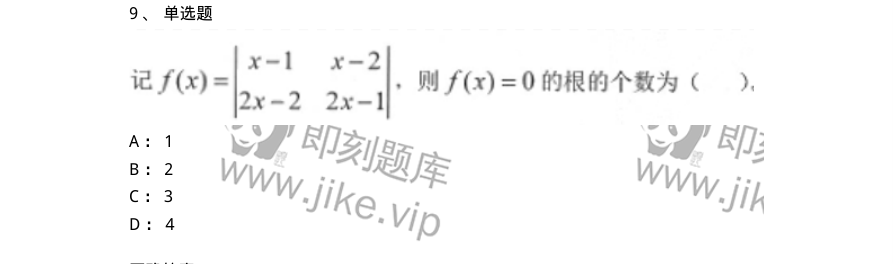 9、单选题
记 f(x)=|x-1 x-2
2x-2 2x-1|, 则 f(x)=0 的根的个数为（ ）.
A：1
B：2
C：3
D：4
即刻题库
www.jike.vip
即
www.jik